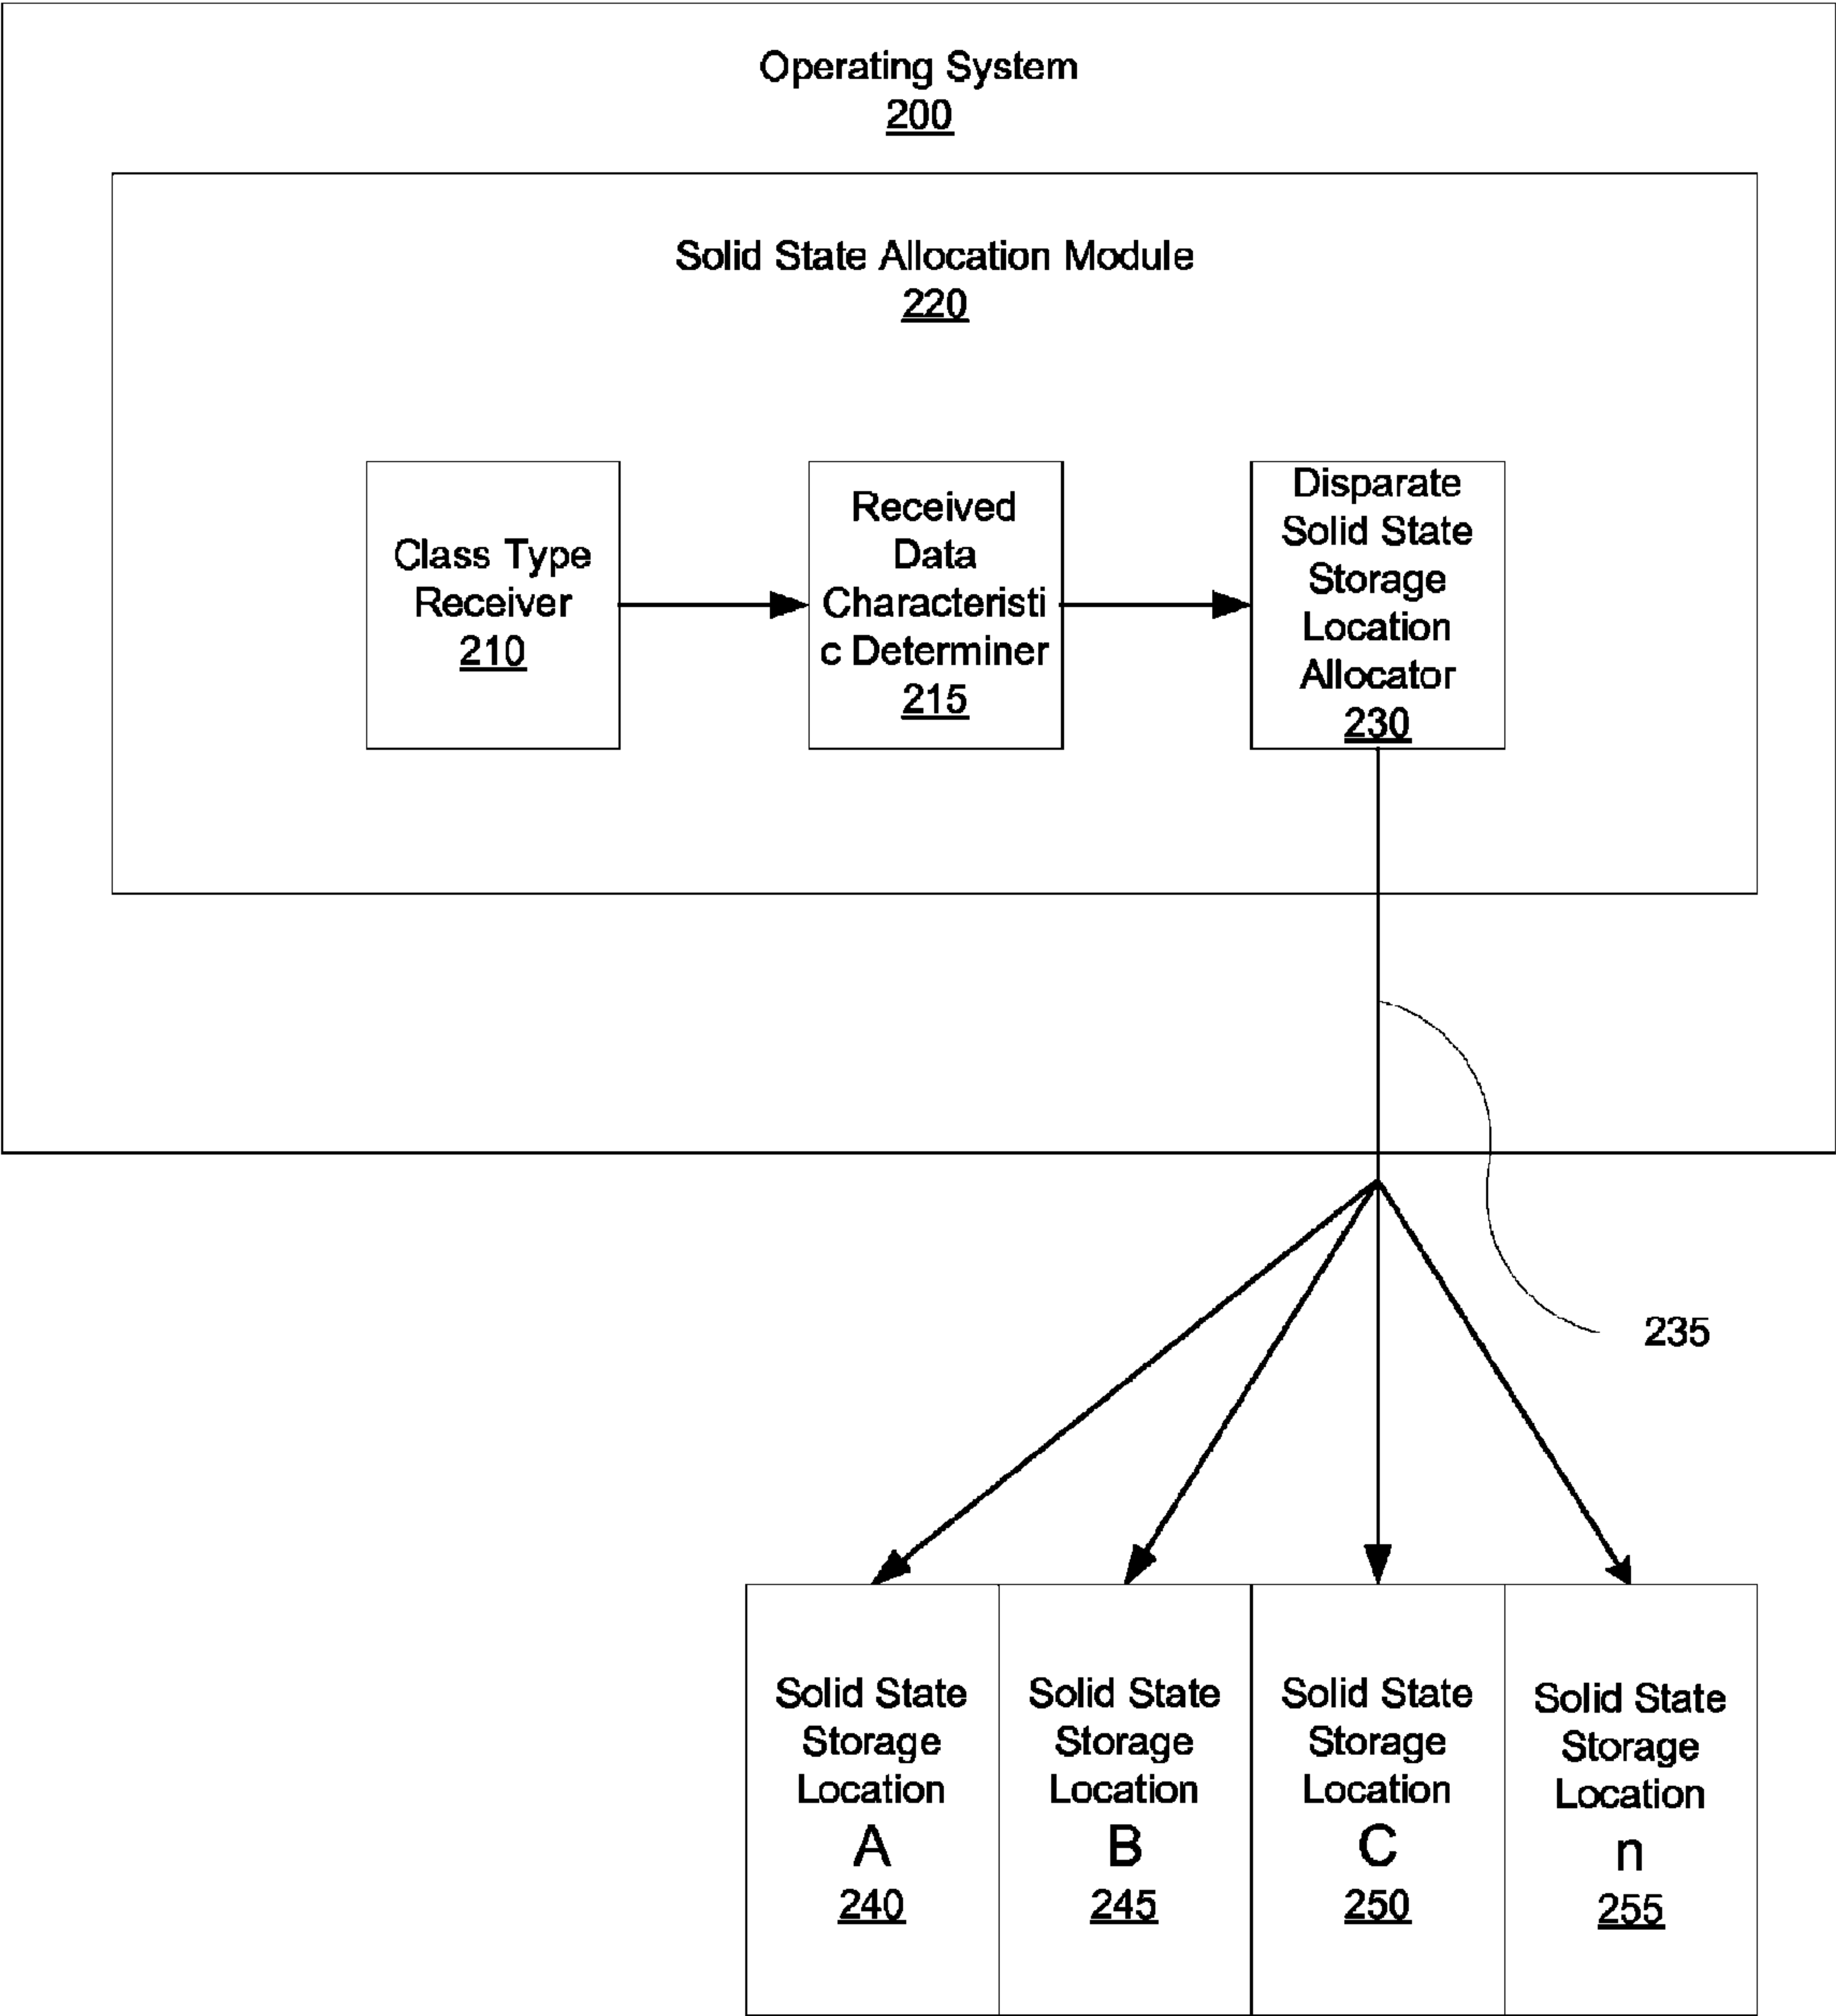 Operating System
200
Solid State Allocation Module
220
Class Type
Receiver
210
Received
Data
Characteristi
c Determiner
215
Disparate
Solid State
Storage
Location
Allocator
230
235
Solid State
Storage
Location
A
240
Solid State
Storage
Location
B
245
Solid State
Storage
Location
C
250
Solid State
Storage
Location
n
255